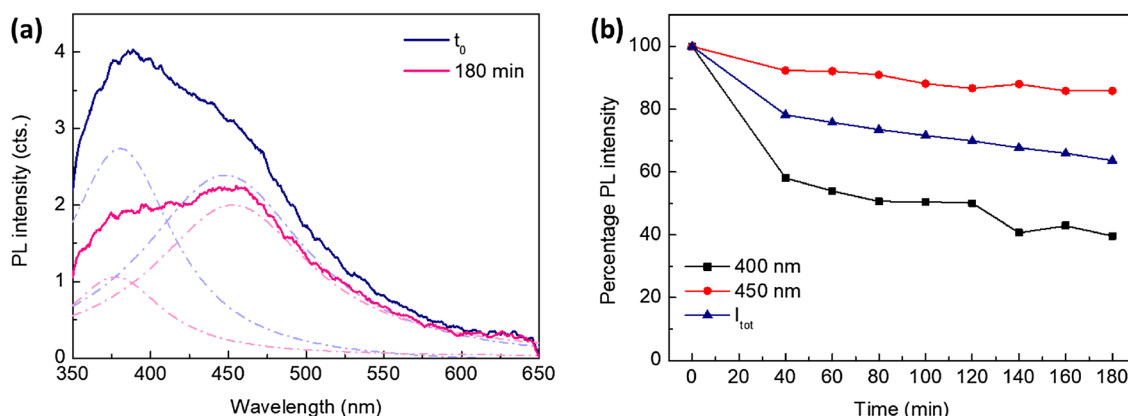 (a)
t0
180 min
PL intensity (cts.)
4
3
2
1
0
350 400 450 500 550 600 650
Wavelength (nm)
(b)
Percentage PL intensity
100
80
60
40
20
0
400 nm
450 nm
Itot
0 20 40 60 80 100 120 140 160 180
Time (min)